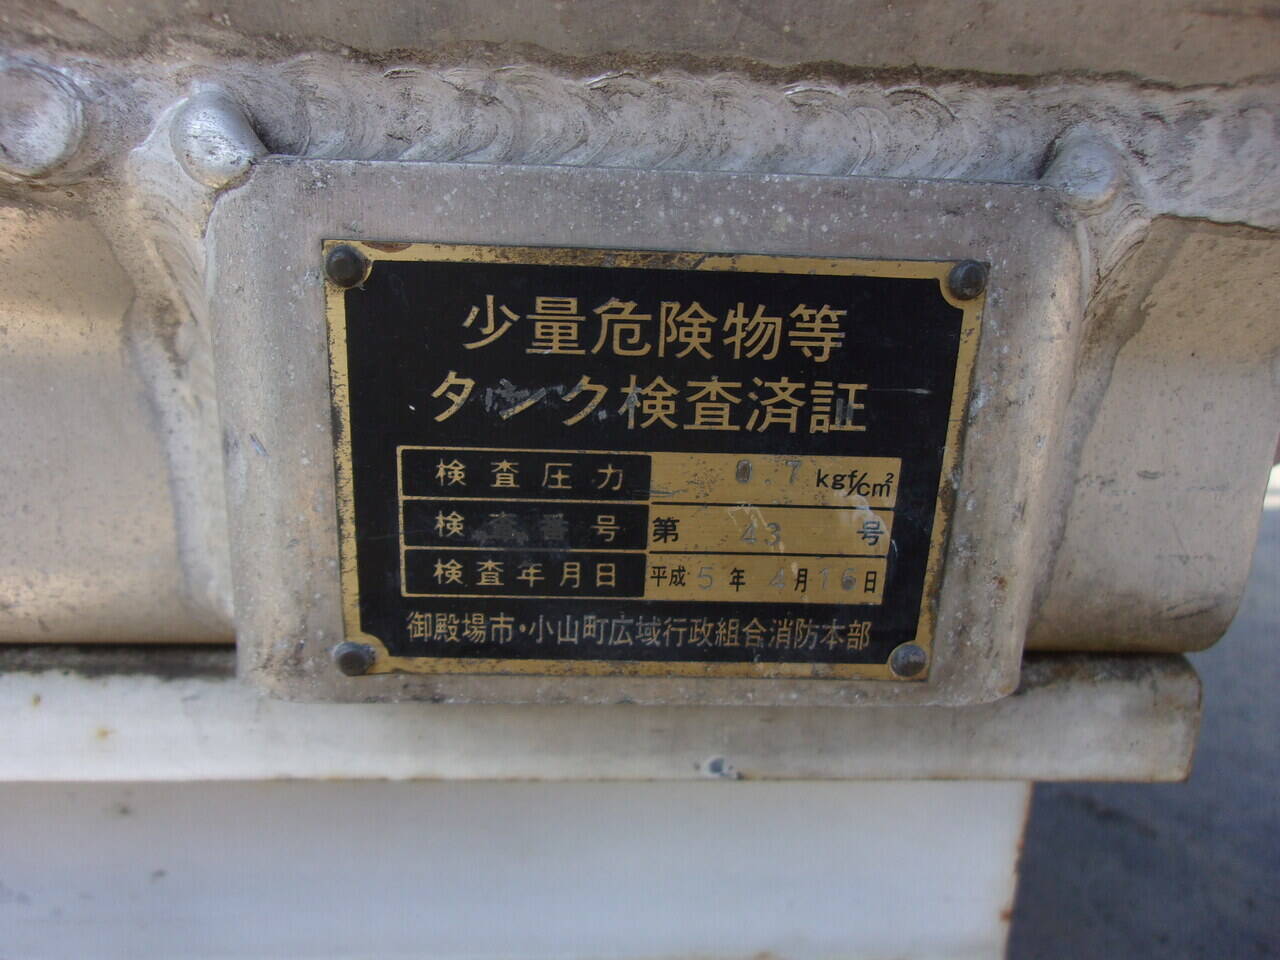 少量危険物等
タンク検査済証
検査圧力 0.7 kgf/cm²
検査番号 第 43 号
検査年月日 平成 5 年 4 月 16 日
御殿場市・小山町広域行政組合消防本部